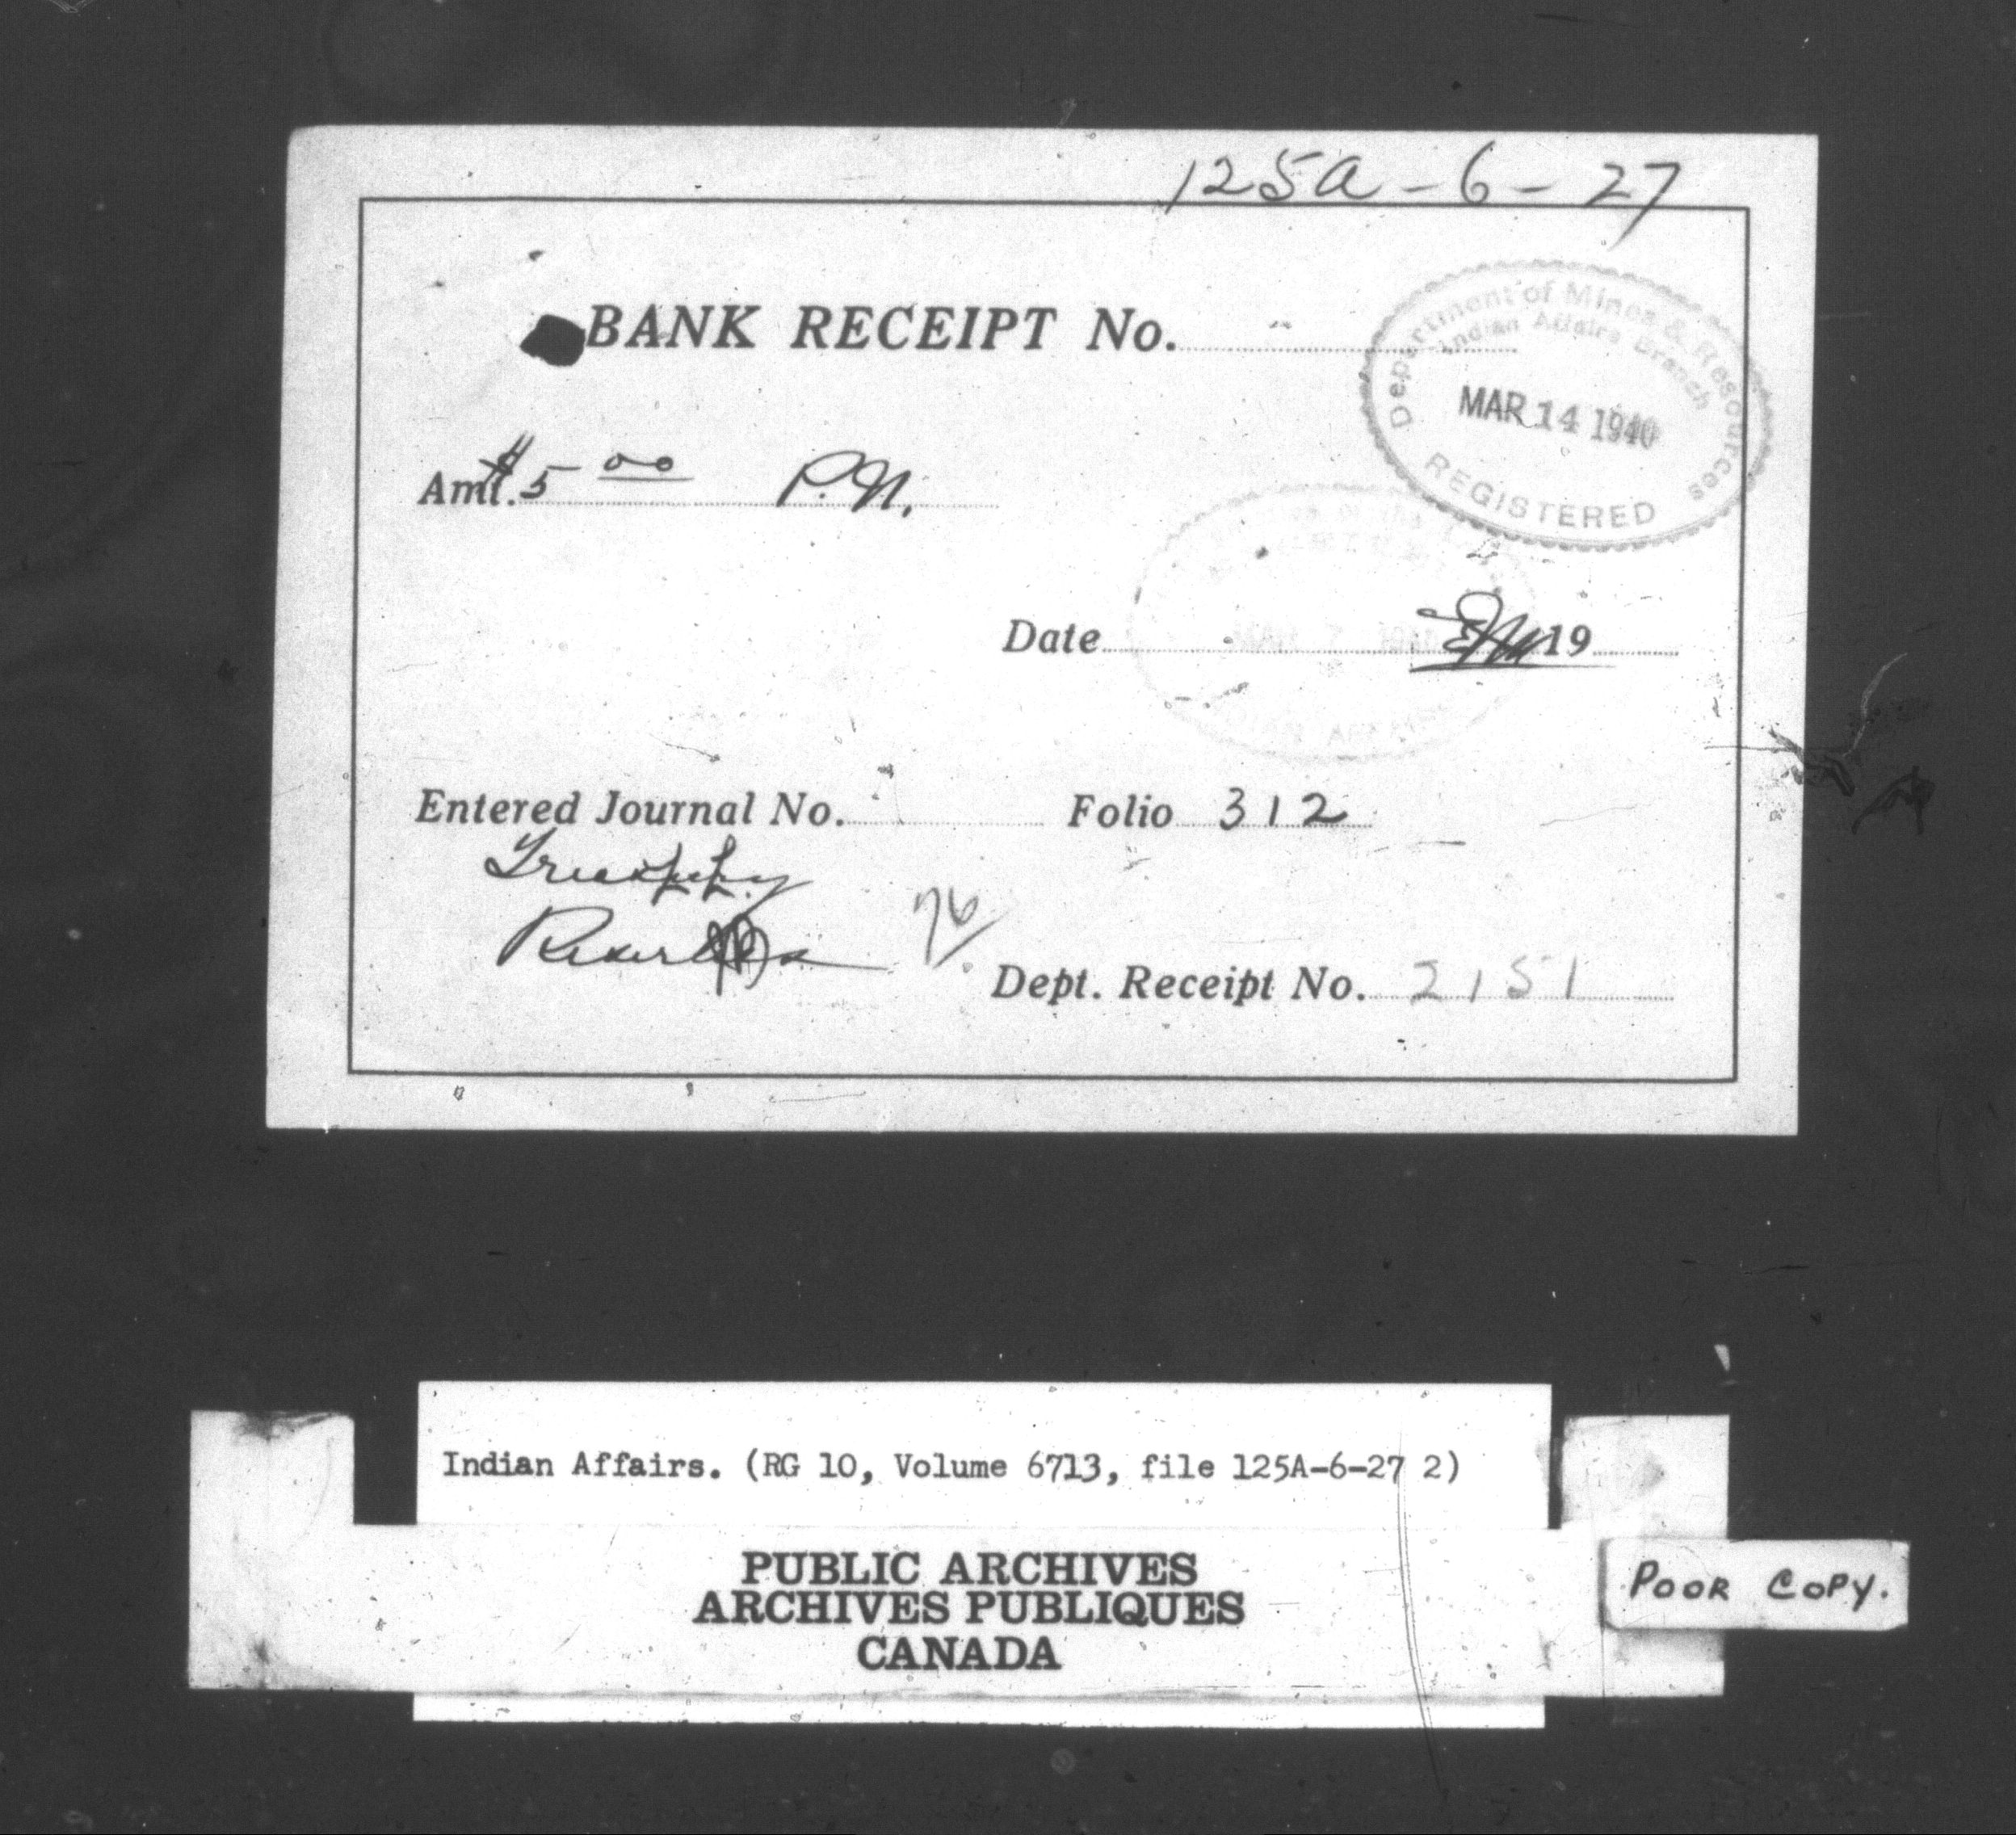 125a-6-27
BANK RECEIPT No.
Department of Mines & Resources
Indian Affairs Branch
MAR 14 1940
REGISTERED
Amt. $5 00 P.N.
Date 19
Entered Journal No. Folio 312
76
Dept. Receipt No. 2151
Indian Affairs. (RG 10, Volume 6713, file 125A-6-27 2)
PUBLIC ARCHIVES
ARCHIVES PUBLIQUES
CANADA
POOR COPY.